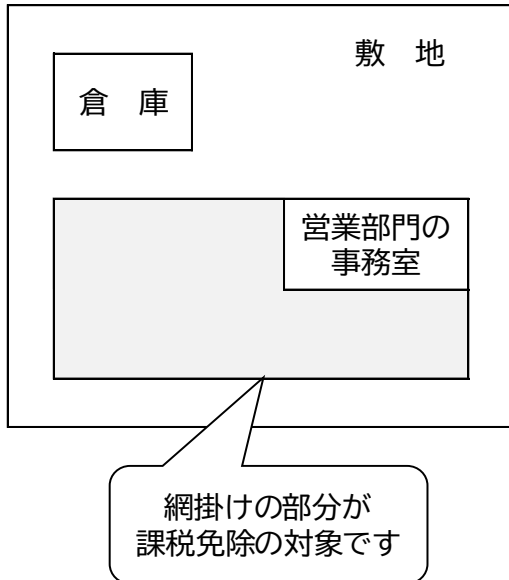 敷　地
倉　庫
営業部門の
事務室
網掛けの部分が
課税免除の対象です